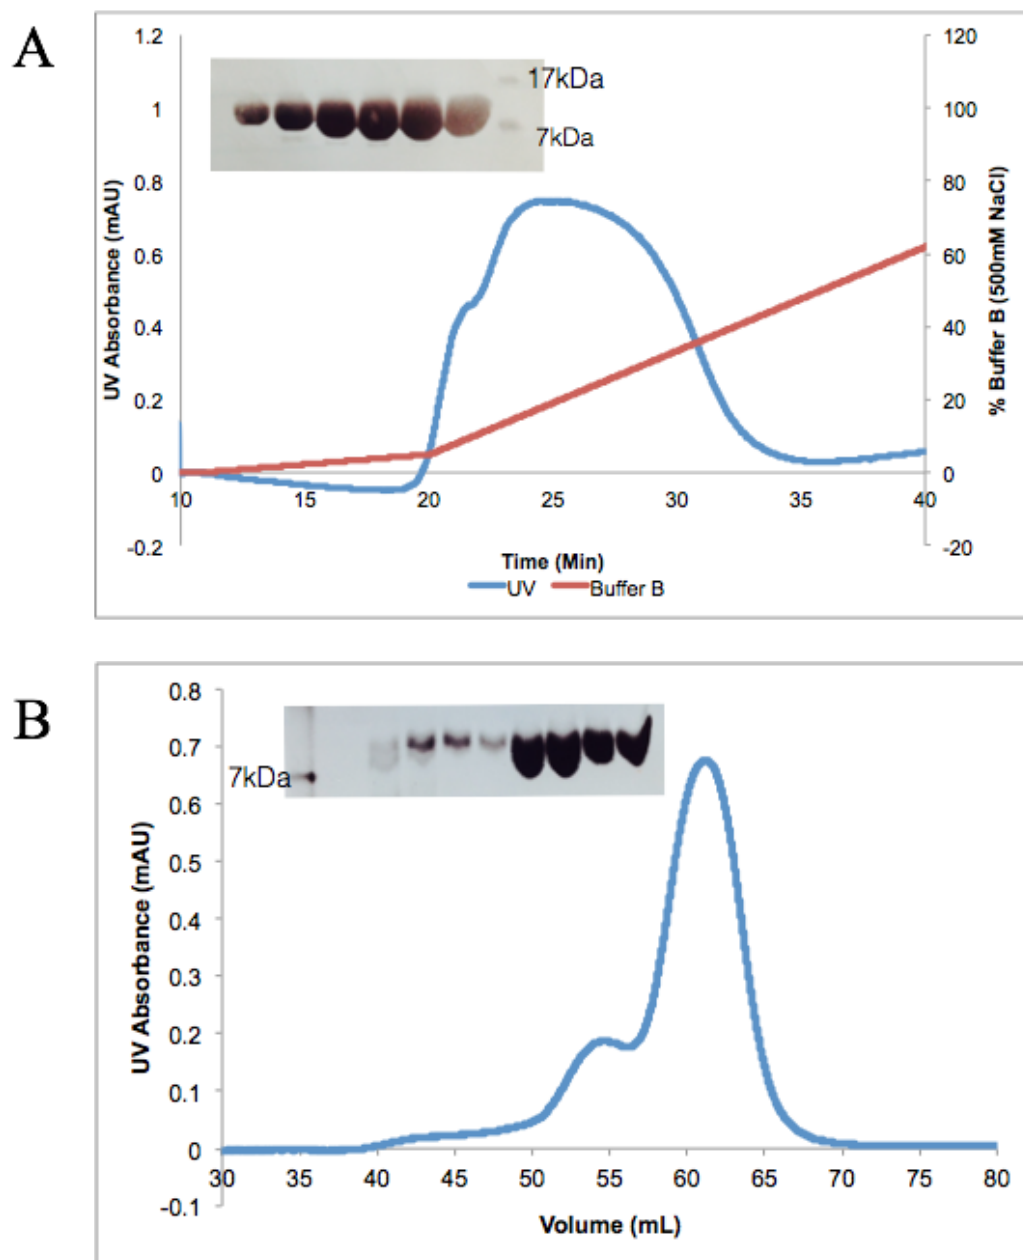 A
1.2
1
0.8
0.6
0.4
0.2
0
-0.2
UV Absorbance (mAU)
17kDa
7kDa
120
100
80
60
40
20
0
-20
% Buffer B (500mM NaCl)
10 15 20 25 30 35 40
Time (Min)
UV Buffer B
B
0.8
0.7
0.6
0.5
0.4
0.3
0.2
0.1
0
-0.1
UV Absorbance (mAU)
7kDa
30 35 40 45 50 55 60 65 70 75 80
Volume (mL)